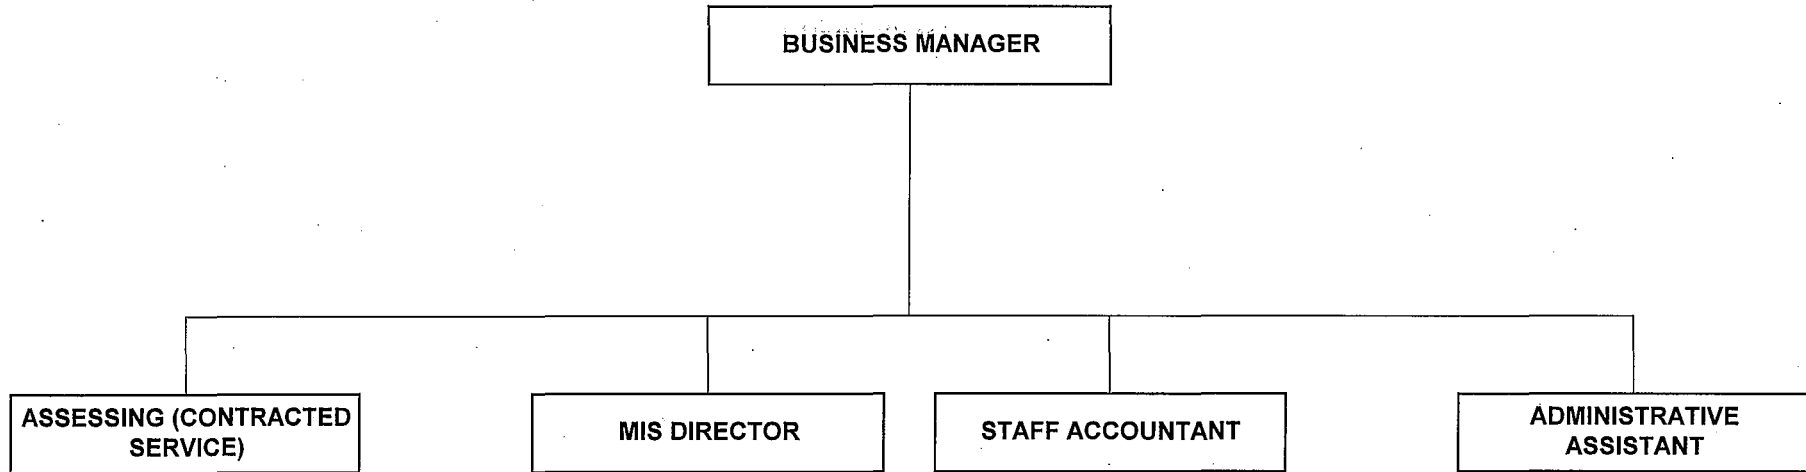 BUSINESS MANAGER
ASSESSING (CONTRACTED
SERVICE)
MIS DIRECTOR
STAFF ACCOUNTANT
ADMINISTRATIVE
ASSISTANT